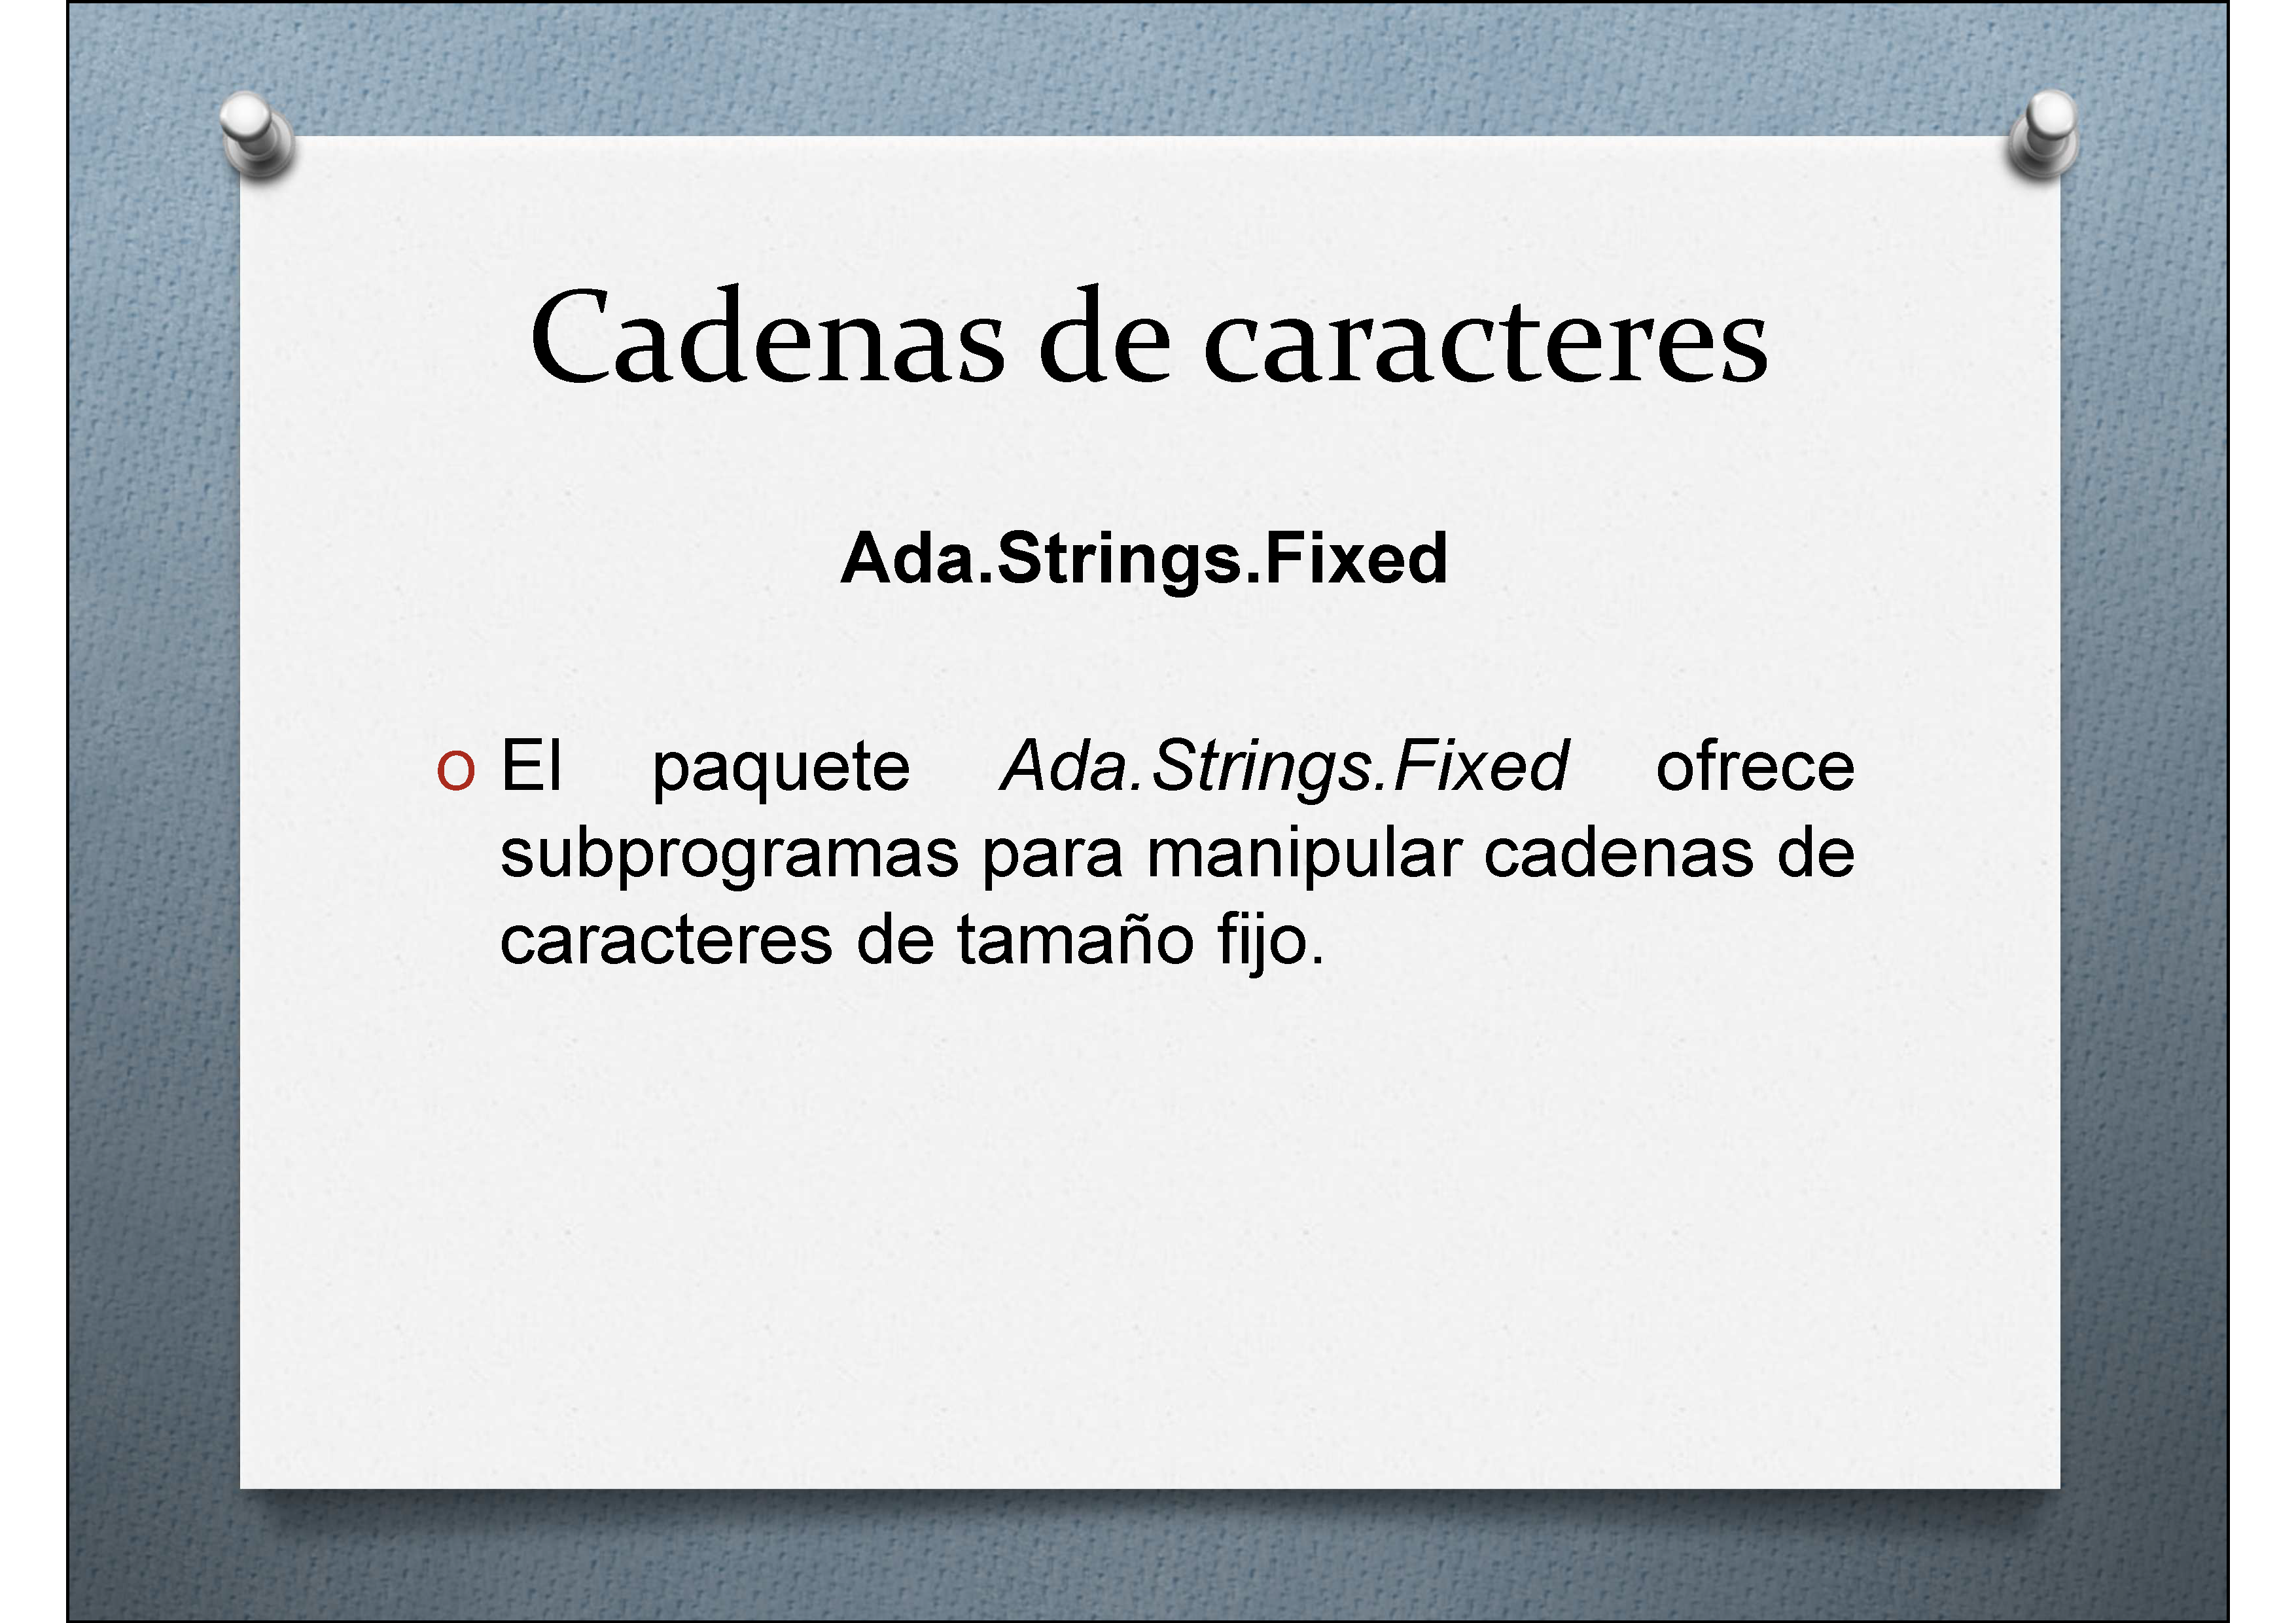 Cadenas de caracteres
Ada.Strings.Fixed
El paquete Ada.Strings.Fixed ofrece
subprogramas para manipular cadenas de
caracteres de tamaño fijo.